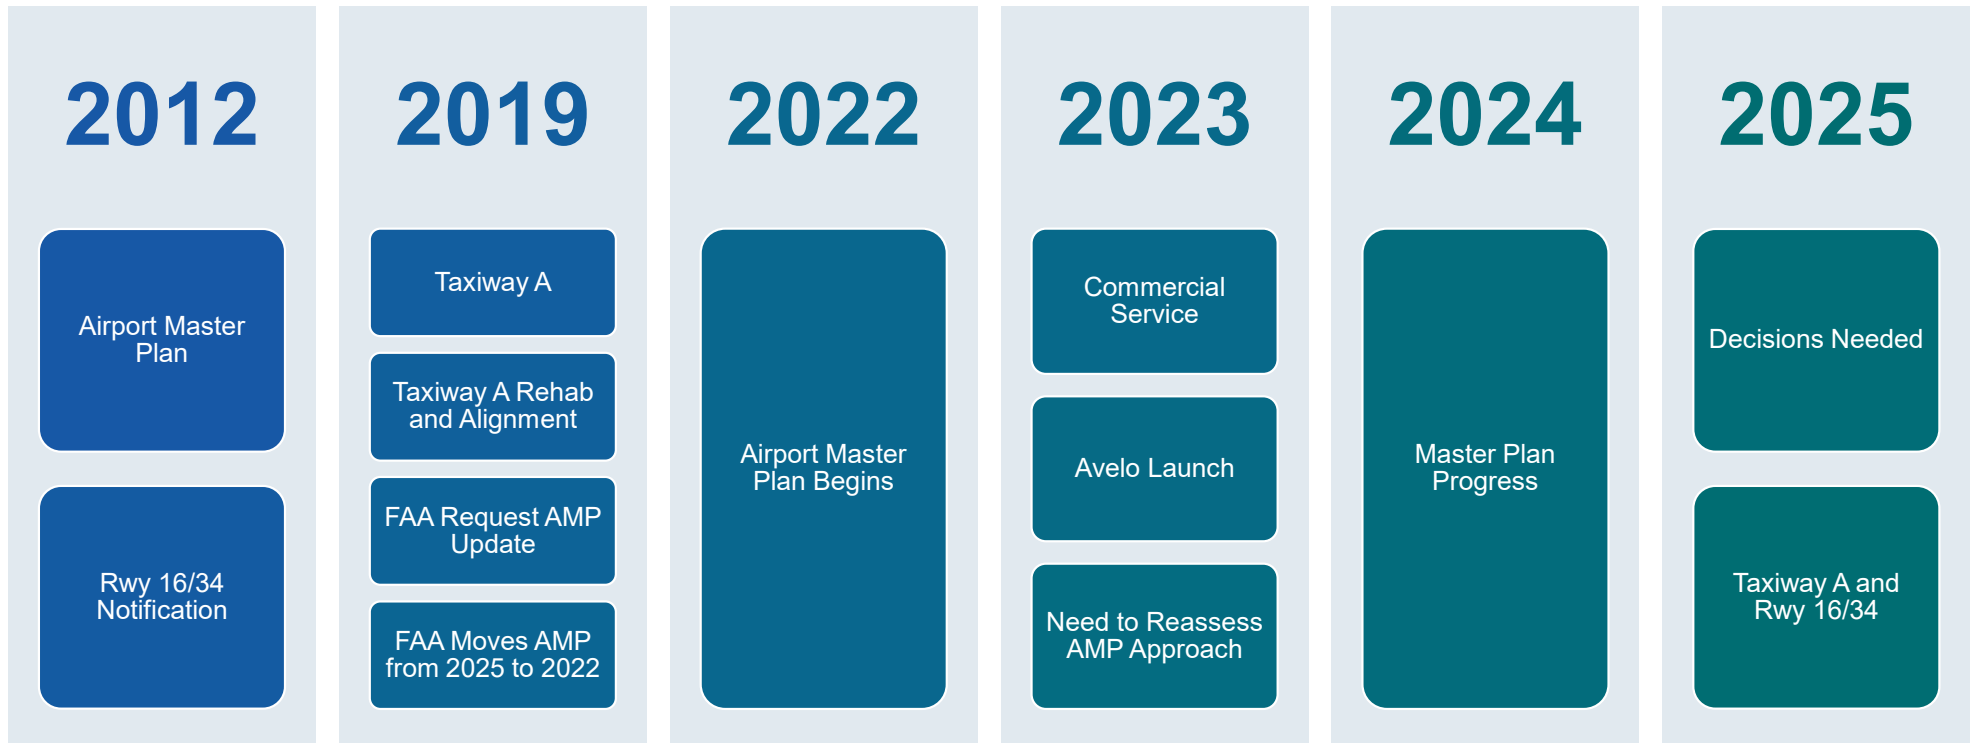 2012
Airport Master
Plan
Rwy 16/34
Notification
2019
Taxiway A
Taxiway A Rehab
and Alignment
FAA Request AMP
Update
FAA Moves AMP
from 2025 to 2022
2022
Airport Master
Plan Begins
2023
Commercial
Service
Avelo Launch
Need to Reassess
AMP Approach
2024
Master Plan
Progress
2025
Decisions Needed
Taxiway A and
Rwy 16/34